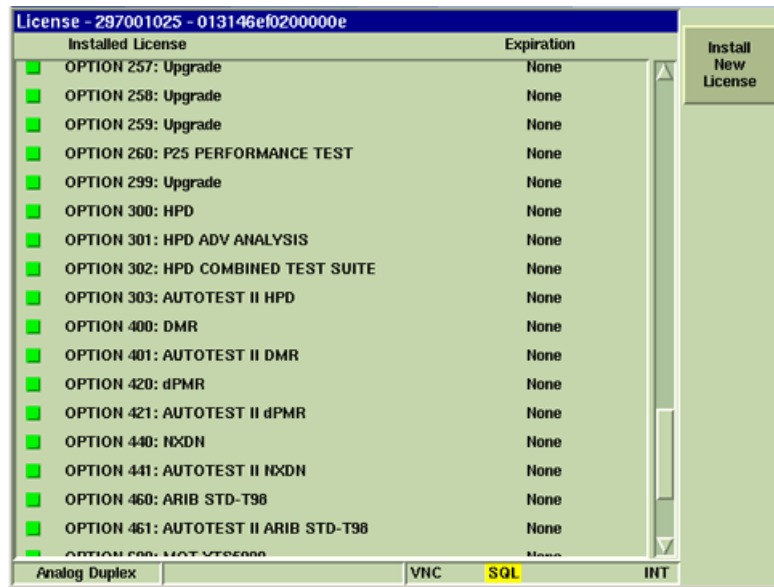 License - 297001025 - 013146ef0200000e
Installed License Expiration
Install
New
License
OPTION 257: Upgrade None
OPTION 258: Upgrade None
OPTION 259: Upgrade None
OPTION 260: P25 PERFORMANCE TEST None
OPTION 299: Upgrade None
OPTION 300: HPD None
OPTION 301: HPD ADV ANALYSIS None
OPTION 302: HPD COMBINED TEST SUITE None
OPTION 303: AUTOTEST II HPD None
OPTION 400: DMR None
OPTION 401: AUTOTEST II DMR None
OPTION 420: dPMR None
OPTION 421: AUTOTEST II dPMR None
OPTION 440: NXDN None
OPTION 441: AUTOTEST II NXDN None
OPTION 460: ARIB STD-T98 None
OPTION 461: AUTOTEST II ARIB STD-T98 None
OPTION MOT None
Analog Duplex VNC SQL INT